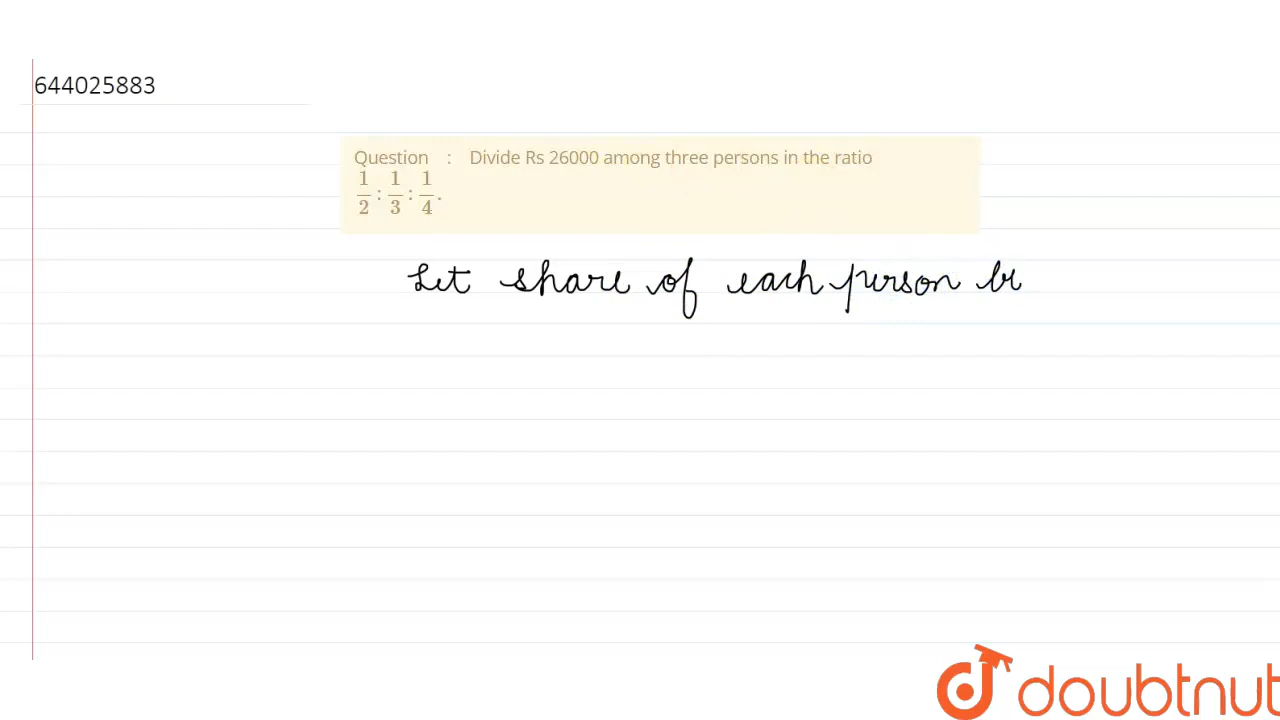 644025883
Question : Divide Rs 26000 among three persons in the ratio
1/2 : 1/3 : 1/4.
Let share of each person be
doubtnut